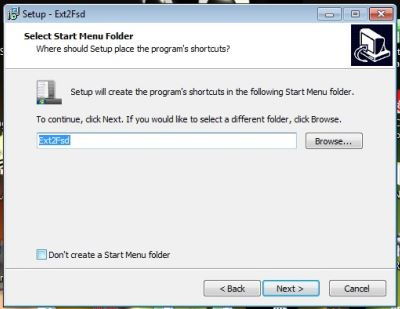 Setup - Ext2Fsd
Select Start Menu Folder
Where should Setup place the program's shortcuts?
Setup will create the program's shortcuts in the following Start Menu folder.
To continue, click Next. If you would like to select a different folder, click Browse.
Ext2Fsd
Browse...
Don't create a Start Menu folder
< Back
Next >
Cancel